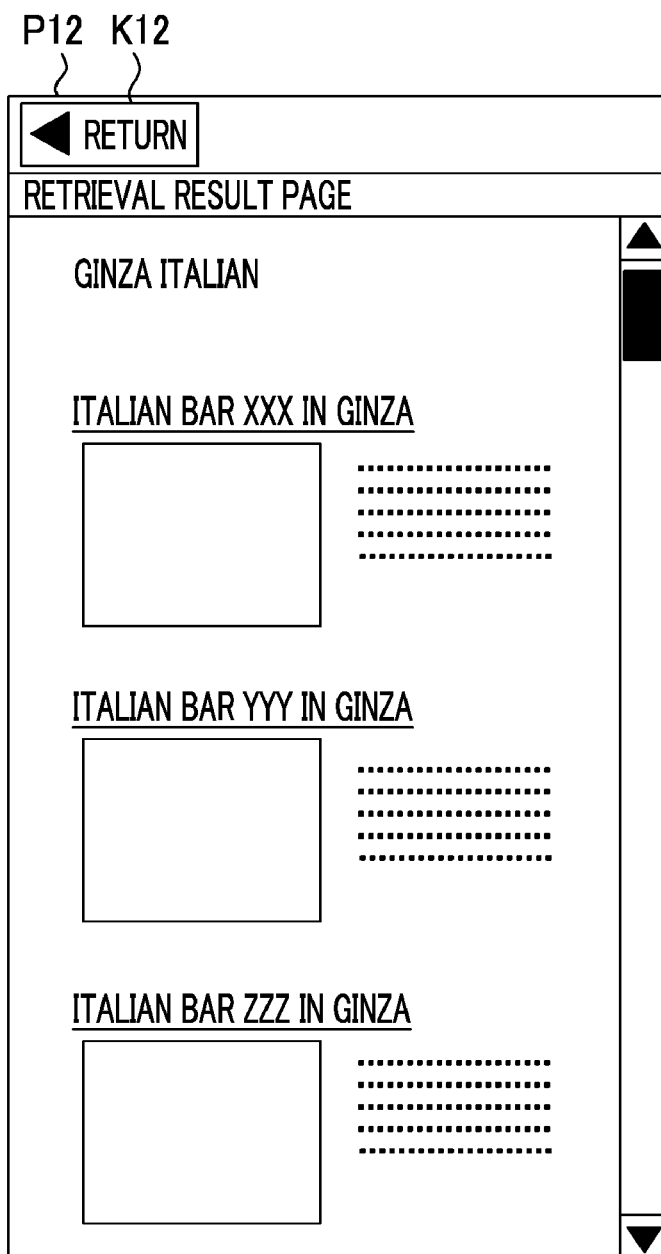 P12 K12
RETURN
RETRIEVAL RESULT PAGE
GINZA ITALIAN
ITALIAN BAR XXX IN GINZA
ITALIAN BAR YYY IN GINZA
ITALIAN BAR ZZZ IN GINZA